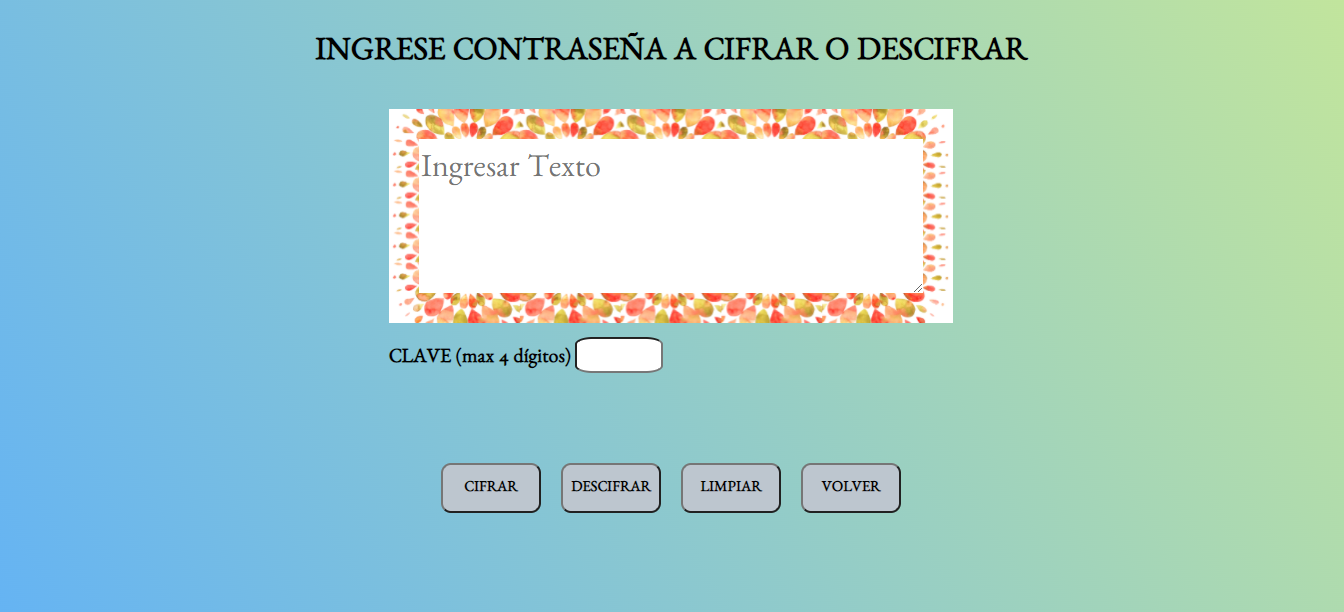 INGRESE CONTRASEÑA A CIFRAR O DESCIFRAR
Ingresar Texto
CLAVE (max 4 dígitos)
CIFRAR DESCIFRAR LIMPIAR VOLVER